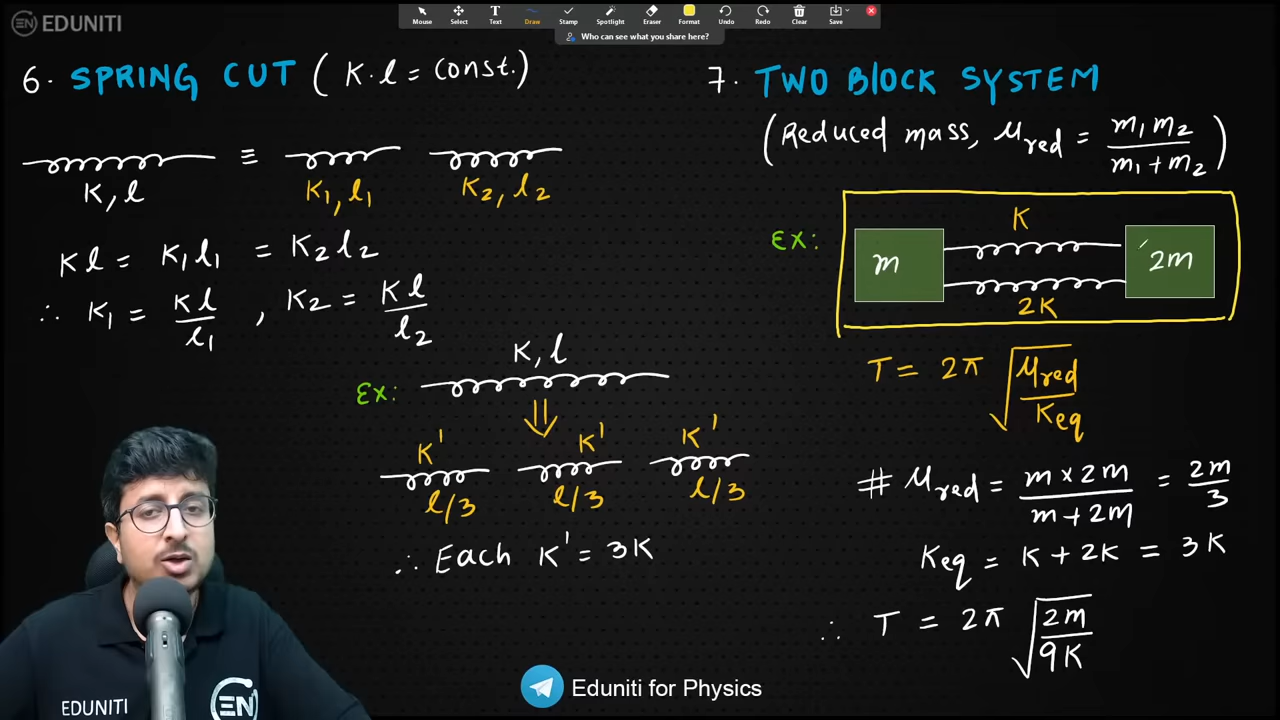 EN EDUNITI
Mouse Select Text Draw Stamp Spotlight Eraser Format Undo Redo Clear Save
Who can see what you share here?
6. SPRING CUT (K.l = const.)
K, l ≡ K1, l1 K2, l2
Kl = K1l1 = K2l2
∴ K1 = Kl/l1 , K2 = Kl/l2
Ex: K, l
⇓
K' K' K'
l/3 l/3 l/3
∴ Each K' = 3K
7. TWO BLOCK SYSTEM
(Reduced mass, μred = m1m2/(m1+m2))
Ex:
K
m 2m
2K
T = 2π √(μred/Keq)
# μred = (m×2m)/(m+2m) = 2m/3
Keq = K + 2K = 3K
∴ T = 2π √(2m/9K)
EDUNITI
EN
Eduniti for Physics